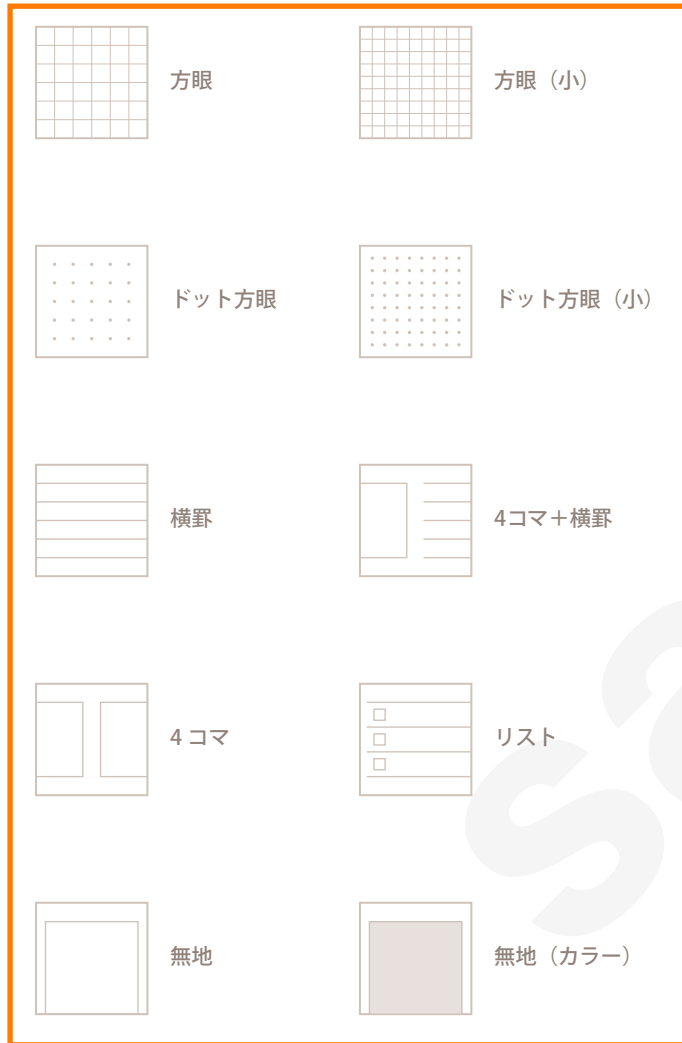 方眼
方眼（小）
ドット方眼
ドット方眼（小）
横罫
4コマ＋横罫
4 コマ
リスト
無地
無地（カラー）
sa